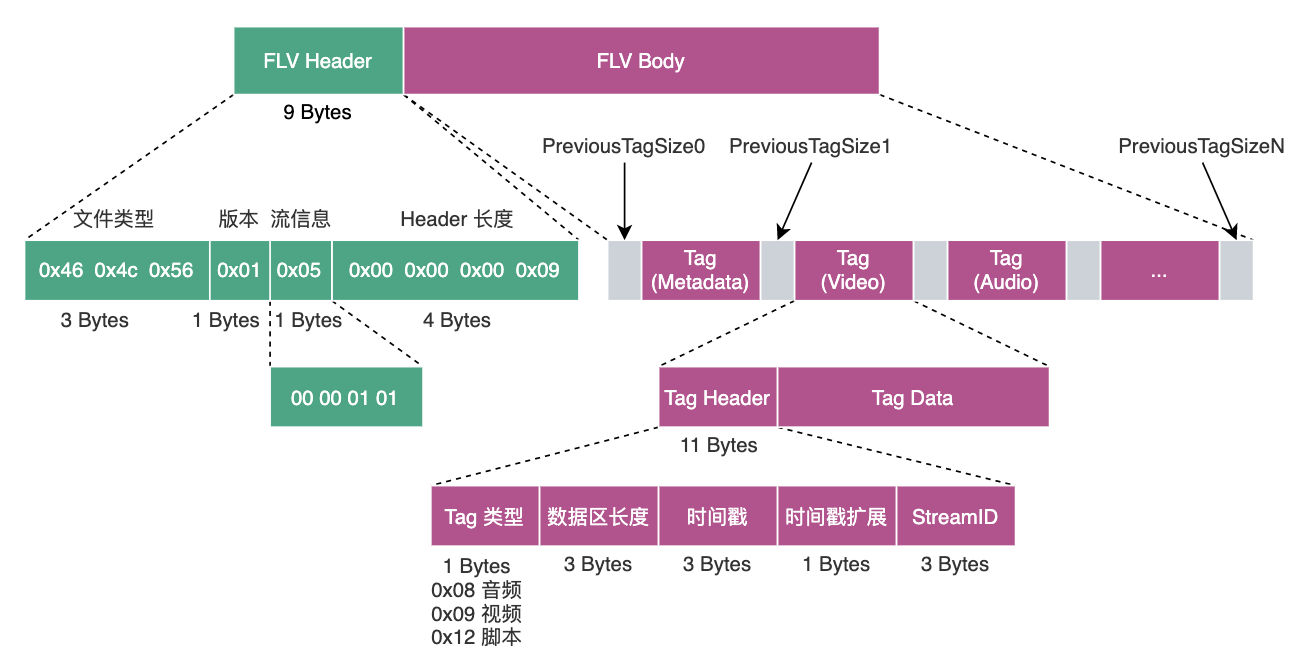 FLV Header
FLV Body
9 Bytes
PreviousTagSize0
PreviousTagSize1
PreviousTagSizeN
文件类型
版本
流信息
Header 长度
0x46 0x4c 0x56
0x01
0x05
0x00 0x00 0x00 0x09
Tag
(Metadata)
Tag
(Video)
Tag
(Audio)
...
3 Bytes
1 Bytes
1 Bytes
4 Bytes
00 00 01 01
Tag Header
Tag Data
11 Bytes
Tag 类型
数据区长度
时间戳
时间戳扩展
StreamID
1 Bytes
3 Bytes
3 Bytes
1 Bytes
3 Bytes
0x08 音频
0x09 视频
0x12 脚本